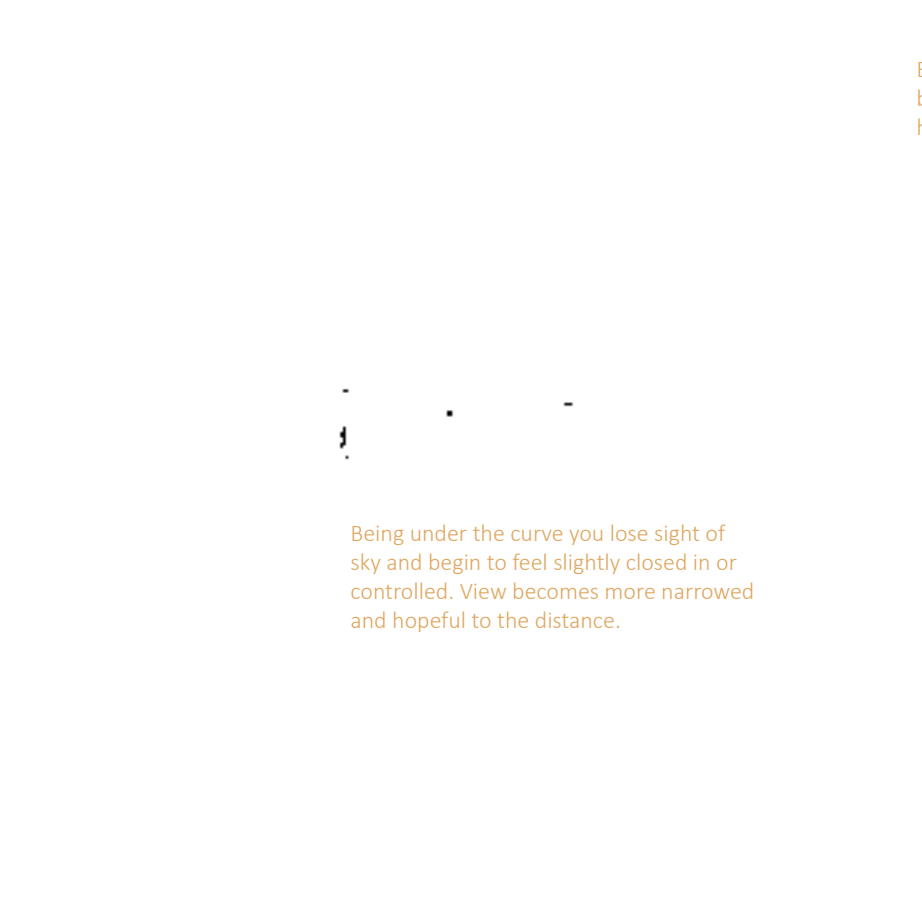 Being under the curve you lose sight of
sky and begin to feel slightly closed in or
controlled. View becomes more narrowed
and hopeful to the distance.